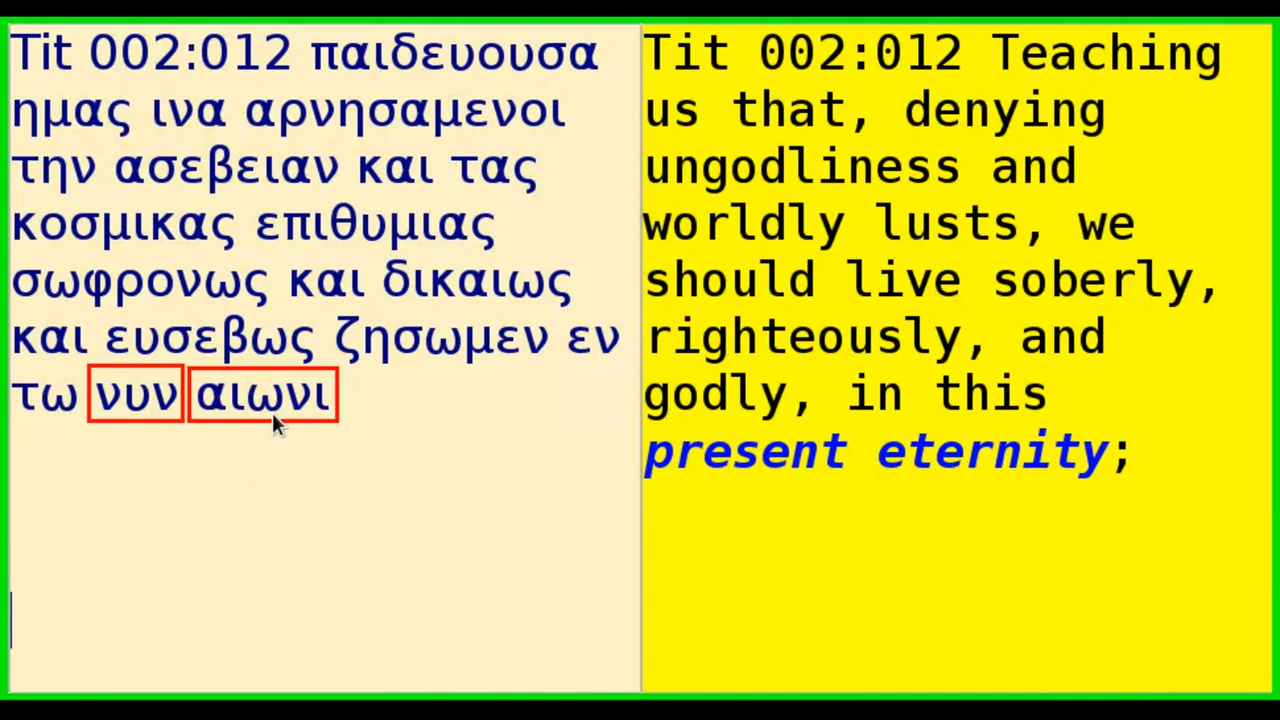 Tit 002:012 παιδευουσα
ημας ινα αρνησαμενοι
την ασεβειαν και τας
κοσμικας επιθυμιας
σωφρονως και δικαιως
και ευσεβως ζησωμεν εν
τω νυν αιωνι
Tit 002:012 Teaching
us that, denying
ungodliness and
worldly lusts, we
should live soberly,
righteously, and
godly, in this
present eternity;